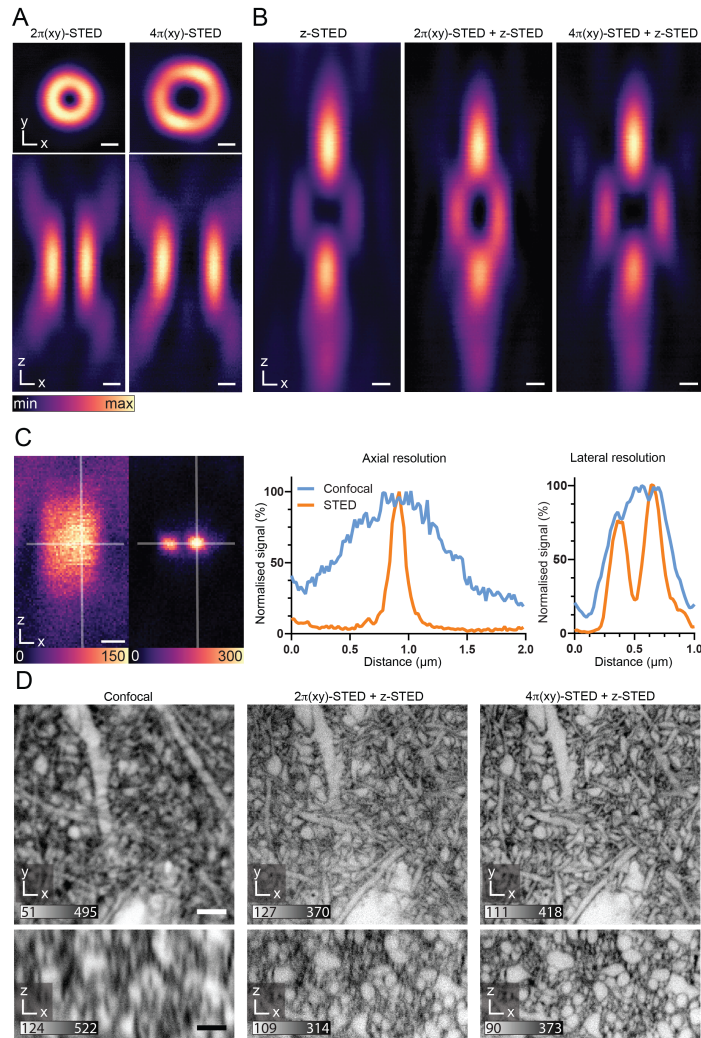 A
2π(xy)-STED
4π(xy)-STED
y
x
z
x
min
max
B
z-STED
2π(xy)-STED + z-STED
4π(xy)-STED + z-STED
z
x
C
z
x
0
150
0
300
Axial resolution
Confocal
STED
Normalised signal (%)
100
50
0.0
0.5
1.0
1.5
2.0
Distance (µm)
Lateral resolution
Normalised signal (%)
100
50
0.0
0.5
1.0
Distance (µm)
D
Confocal
2π(xy)-STED + z-STED
4π(xy)-STED + z-STED
y
x
51
495
y
x
127
370
y
x
111
418
z
x
124
522
z
x
109
314
z
x
90
373